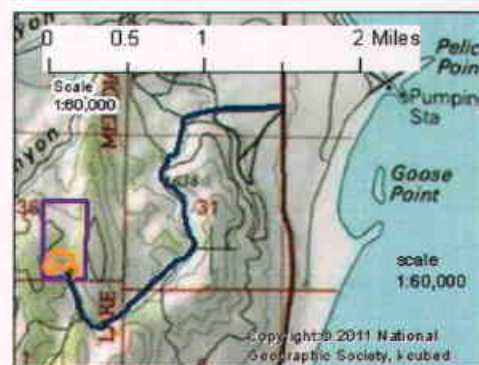 0 0.5 1 2 Miles
Scale
1:60,000
Pelic
Point
Pumping
Sta
Goose
Point
36
31
scale
1:60,000
LAKE
Copyright:© 2011 National
Geographic Society, i-cubed